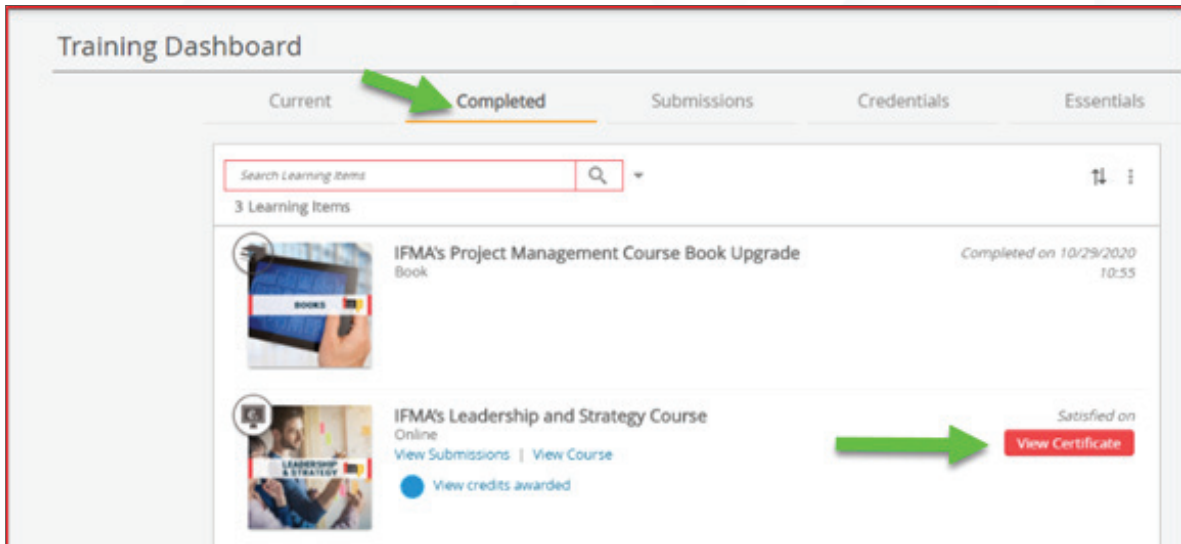 Training Dashboard
Current Completed Submissions Credentials Essentials
Search Learning Items
3 Learning Items
IFMA's Project Management Course Book Upgrade
Book
Completed on 10/29/2020
10:55
BOOKS
IFMA's Leadership and Strategy Course
Online
View Submissions | View Course
View credits awarded
Satisfied on
View Certificate
LEADERSHIP
& STRATEGY